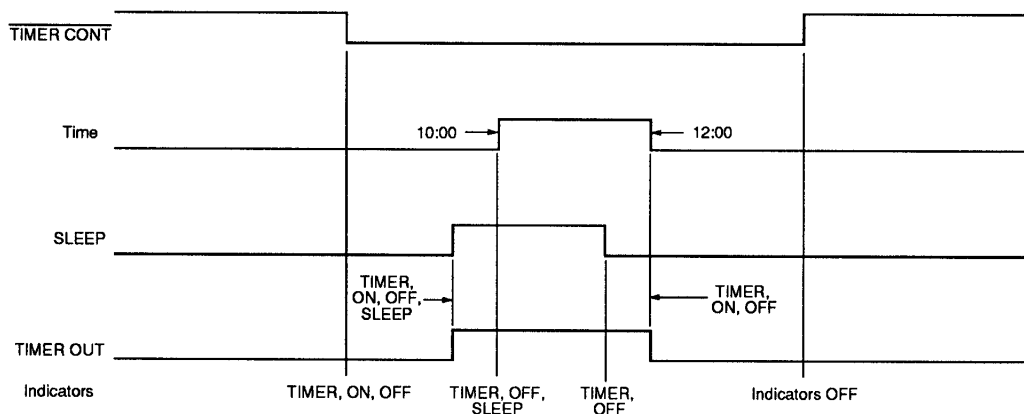 TIMER CONT
Time
10:00
12:00
SLEEP
TIMER,
ON, OFF,
SLEEP
TIMER,
ON, OFF
TIMER OUT
Indicators
TIMER, ON, OFF
TIMER, OFF,
SLEEP
TIMER,
OFF
Indicators OFF